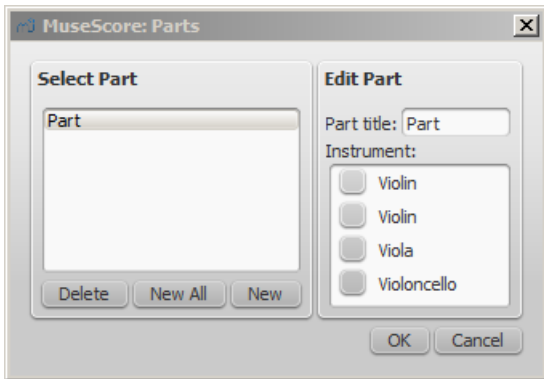 MuseScore: Parts
Select Part
Part
Delete
New All
New
Edit Part
Part title: Part
Instrument:
Violin
Violin
Viola
Violoncello
OK
Cancel